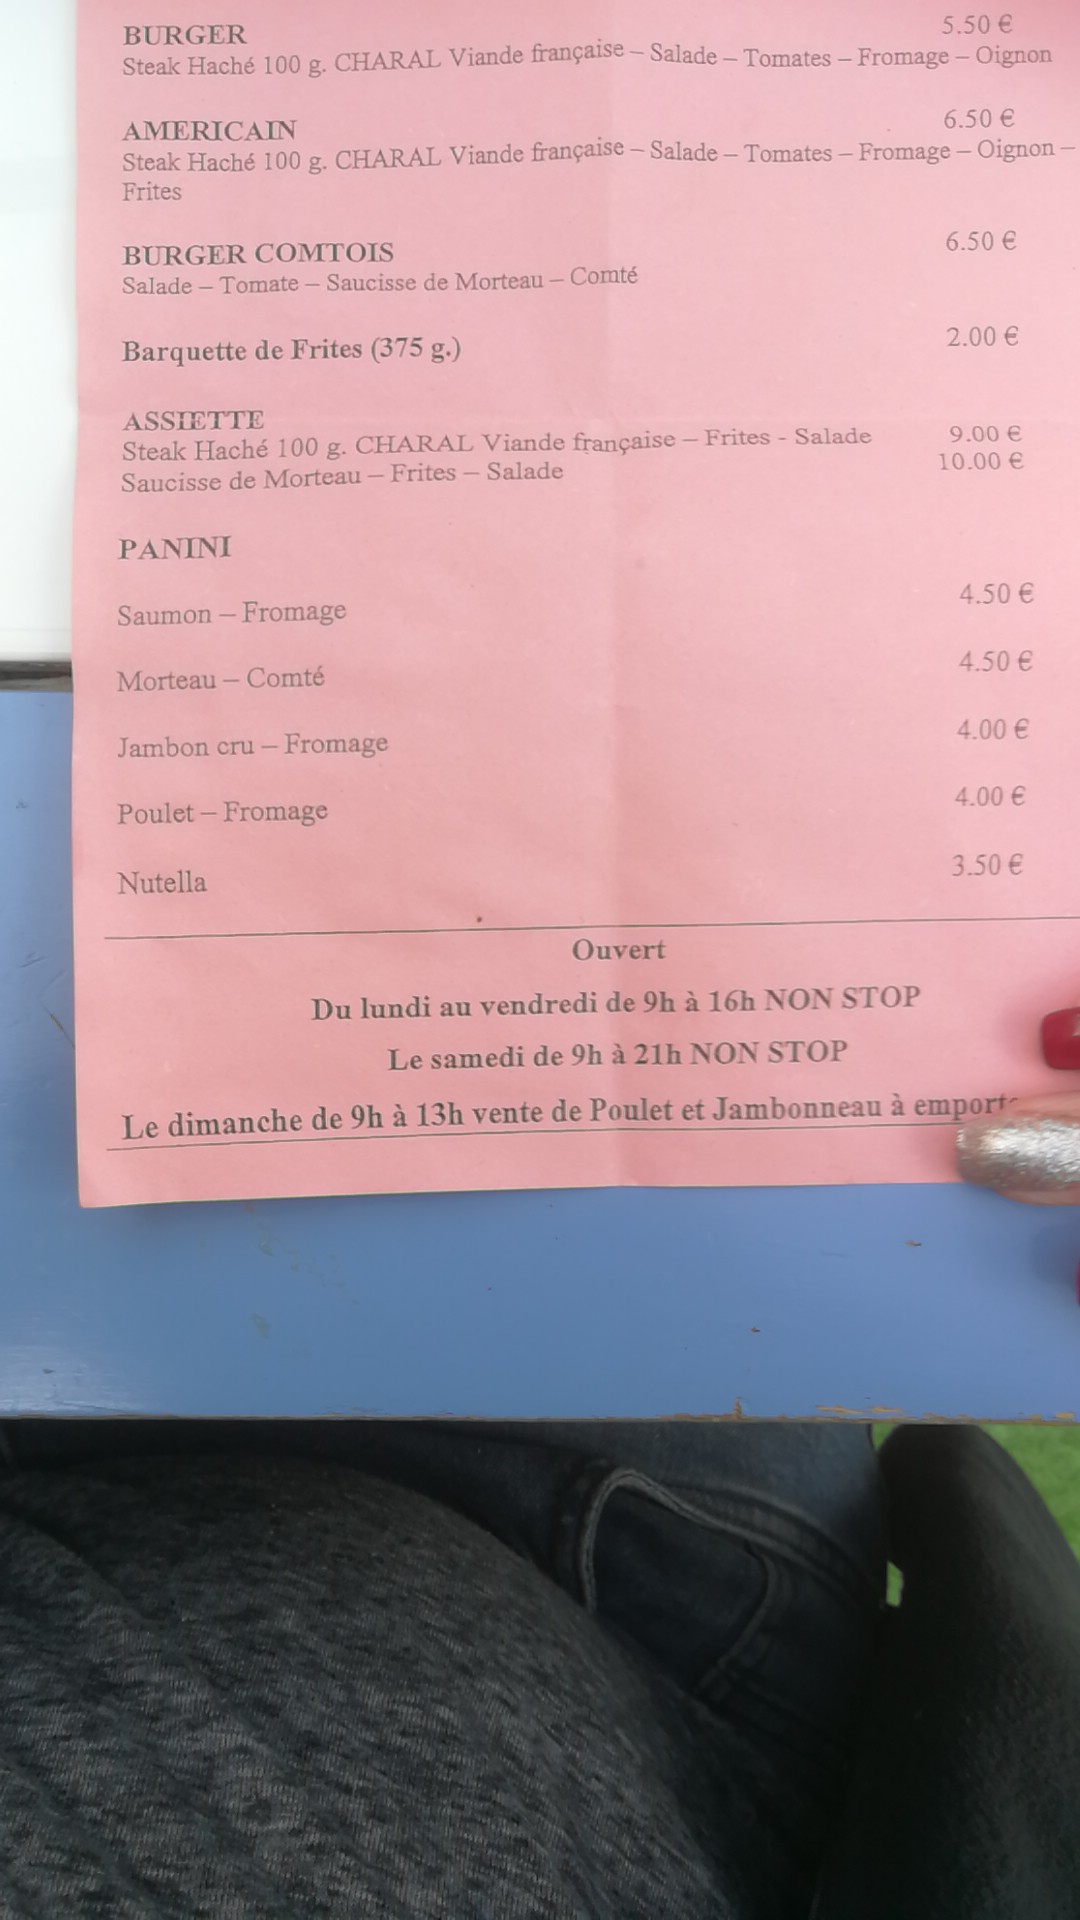 BURGER 5.50 €
Steak Haché 100 g. CHARAL Viande française – Salade – Tomates – Fromage – Oignon
AMERICAIN 6.50 €
Steak Haché 100 g. CHARAL Viande française – Salade – Tomates – Fromage – Oignon –
Frites
BURGER COMTOIS 6.50 €
Salade – Tomate – Saucisse de Morteau – Comté
Barquette de Frites (375 g.) 2.00 €
ASSIETTE
Steak Haché 100 g. CHARAL Viande française – Frites - Salade 9.00 €
Saucisse de Morteau – Frites – Salade 10.00 €
PANINI
Saumon – Fromage 4.50 €
Morteau – Comté 4.50 €
Jambon cru – Fromage 4.00 €
Poulet – Fromage 4.00 €
Nutella 3.50 €
Ouvert
Du lundi au vendredi de 9h à 16h NON STOP
Le samedi de 9h à 21h NON STOP
Le dimanche de 9h à 13h vente de Poulet et Jambonneau à